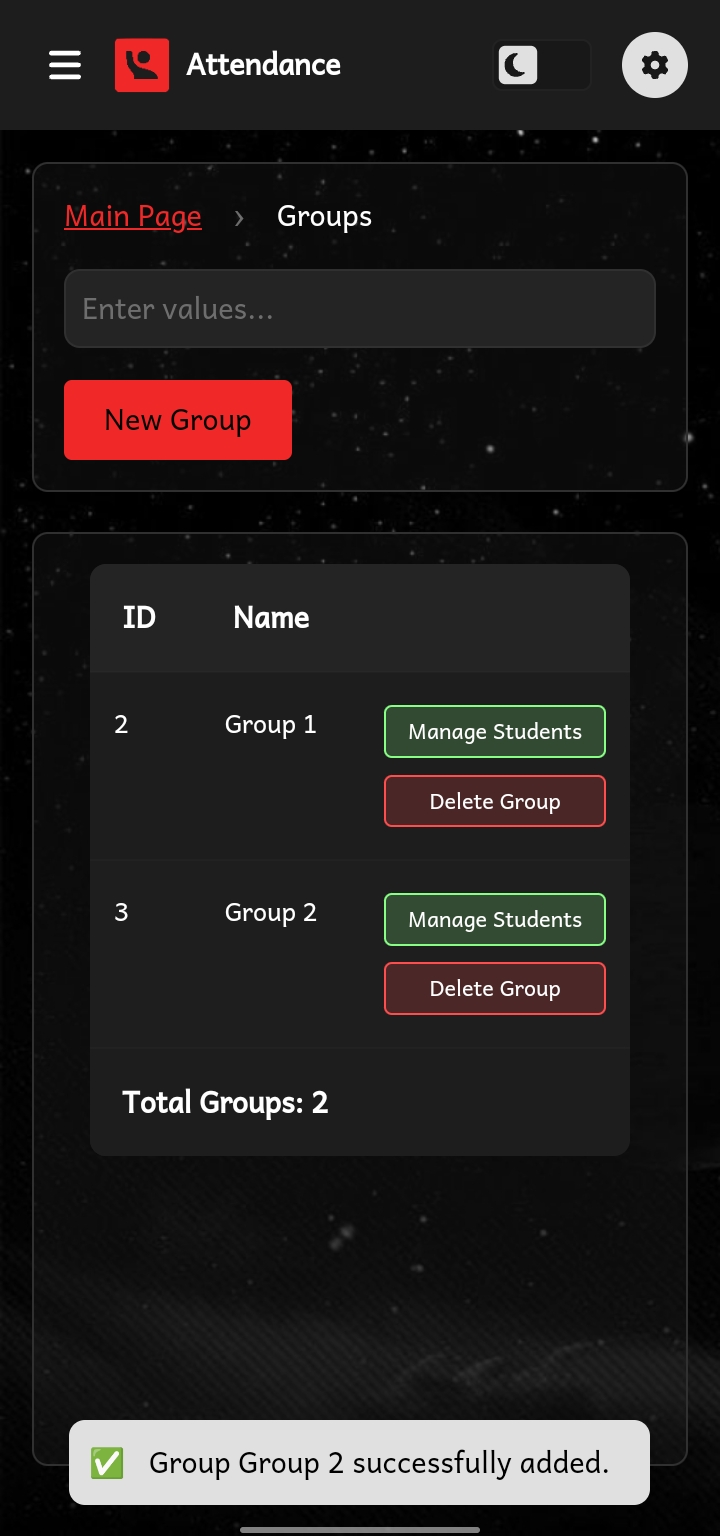 Attendance
Main Page › Groups
Enter values...
New Group
ID Name
2 Group 1 Manage Students
Delete Group
3 Group 2 Manage Students
Delete Group
Total Groups: 2
✅ Group Group 2 successfully added.